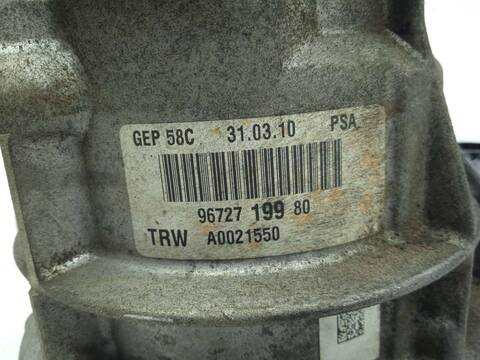 GEP 58C 31.03.10 PSA
96727 199 80
TRW A0021550